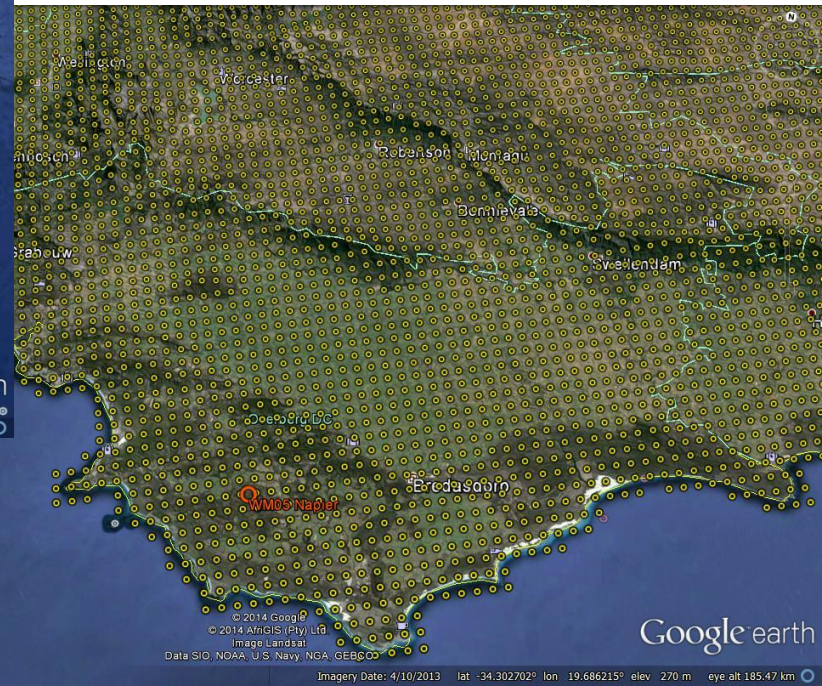 N
Wellington
Worcester
Robertson
Montagu
Bonnievale
Grabouw
Swellendam
Overberg DC
Bredasdorp
WM05 Napier
© 2014 Google
© 2014 AfriGIS (Pty) Ltd.
Image Landsat
Data SIO, NOAA, U.S. Navy, NGA, GEBCO
Google earth
Imagery Date: 4/10/2013 lat -34.302702° lon 19.686215° elev 270 m eye alt 185.47 km